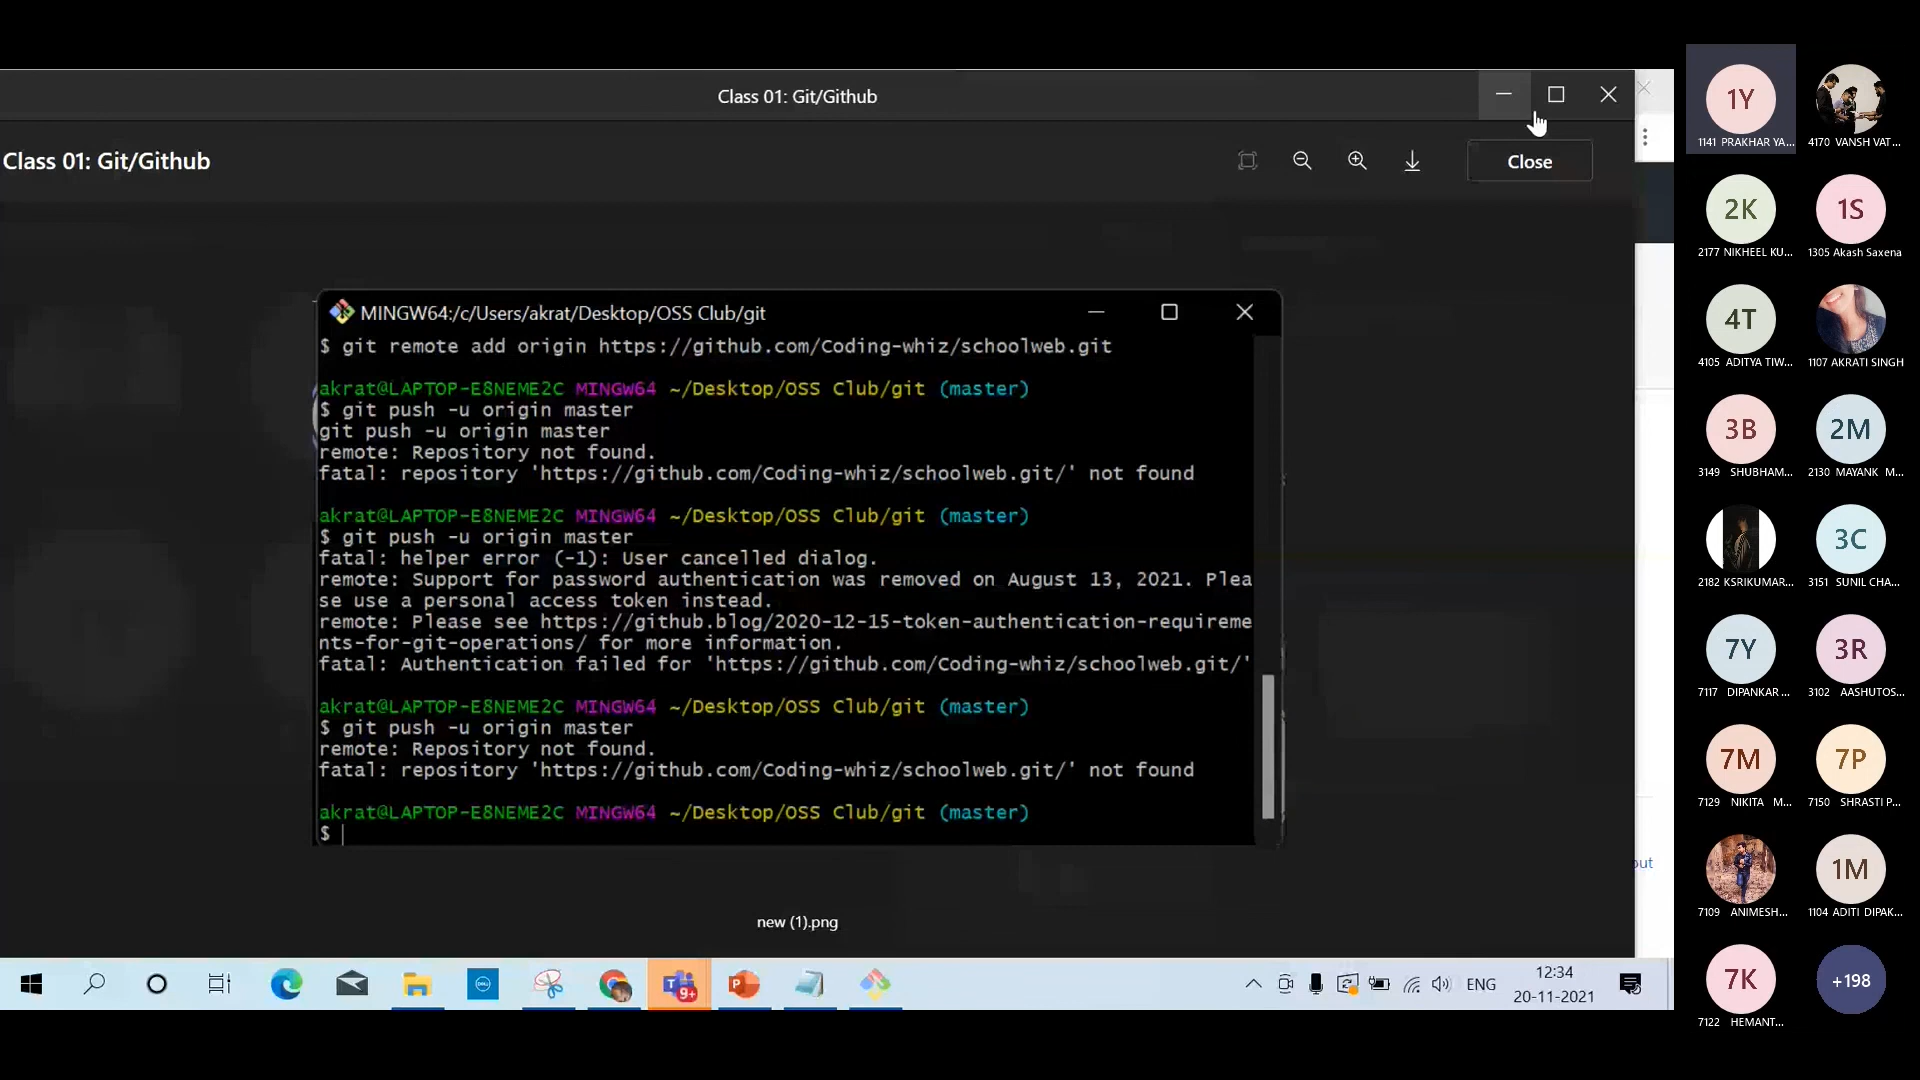 Class 01: Git/Github
Class 01: Git/Github
Close
MINGW64:/c/Users/akrat/Desktop/OSS Club/git
$ git remote add origin https://github.com/Coding-whiz/schoolweb.git
akrat@LAPTOP-E8NEME2C MINGW64 ~/Desktop/OSS Club/git (master)
$ git push -u origin master
git push -u origin master
remote: Repository not found.
fatal: repository 'https://github.com/Coding-whiz/schoolweb.git/' not found
akrat@LAPTOP-E8NEME2C MINGW64 ~/Desktop/OSS Club/git (master)
$ git push -u origin master
fatal: helper error (-1): User cancelled dialog.
remote: Support for password authentication was removed on August 13, 2021. Plea
se use a personal access token instead.
remote: Please see https://github.blog/2020-12-15-token-authentication-requireme
nts-for-git-operations/ for more information.
fatal: Authentication failed for 'https://github.com/Coding-whiz/schoolweb.git/'
akrat@LAPTOP-E8NEME2C MINGW64 ~/Desktop/OSS Club/git (master)
$ git push -u origin master
remote: Repository not found.
fatal: repository 'https://github.com/Coding-whiz/schoolweb.git/' not found
akrat@LAPTOP-E8NEME2C MINGW64 ~/Desktop/OSS Club/git (master)
$
new (1).png
out
9+
ENG
12:34
20-11-2021
1Y
1141 PRAKHAR YA...
4170 VANSH VAT...
2K
2177 NIKHEEL KU...
1S
1305 Akash Saxena
4T
4105 ADITYA TIW...
1107 AKRATI SINGH
3B
3149 SHUBHAM...
2M
2130 MAYANK M...
2182 KSRIKUMAR...
3C
3151 SUNIL CHA...
7Y
7117 DIPANKAR ...
3R
3102 AASHUTOS...
7M
7129 NIKITA M...
7P
7150 SHRASTI P...
7109 ANIMESH...
1M
1104 ADITI DIPAK...
7K
7122 HEMANT...
+198